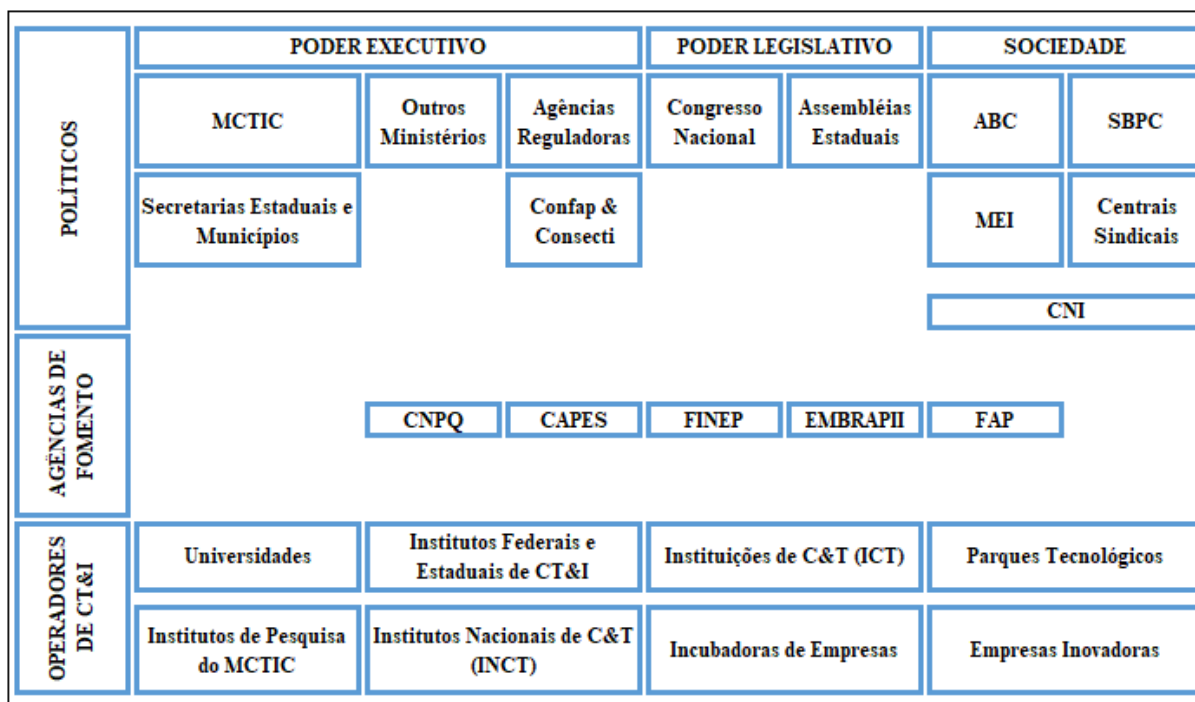 POLÍTICOS
PODER EXECUTIVO
PODER LEGISLATIVO
SOCIEDADE
MCTIC
Outros
Ministérios
Agências
Reguladoras
Congresso
Nacional
Assembléias
Estaduais
ABC
SBPC
Secretarias Estaduais e
Municípios
Confap &
Consecti
MEI
Centrais
Sindicais
CNI
AGÊNCIAS DE
FOMENTO
CNPQ
CAPES
FINEP
EMBRAPII
FAP
OPERADORES
DE CT&I
Universidades
Institutos Federais e
Estaduais de CT&I
Instituições de C&T (ICT)
Parques Tecnológicos
Institutos de Pesquisa
do MCTIC
Institutos Nacionais de C&T
(INCT)
Incubadoras de Empresas
Empresas Inovadoras